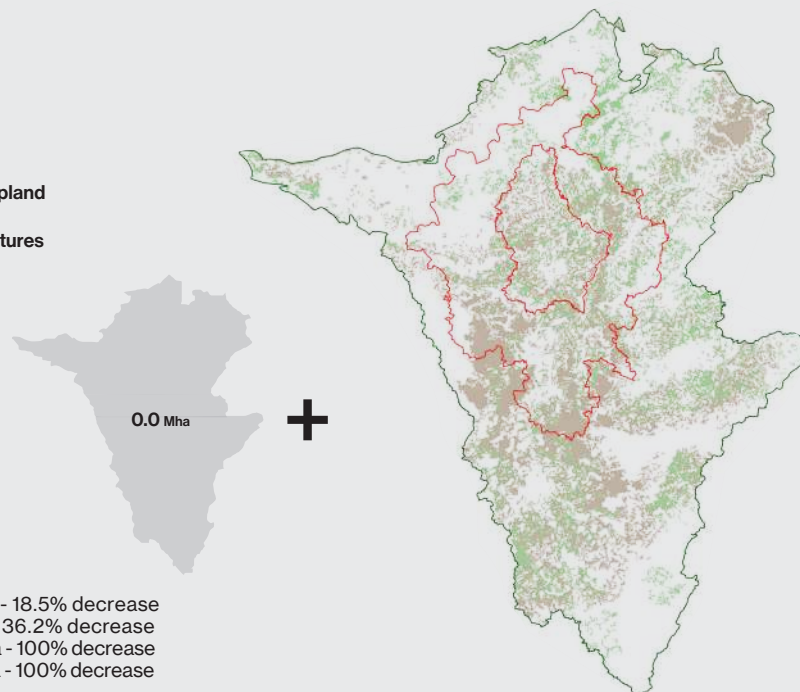 pland
tures
0.0 Mha
+
- 18.5% decrease
36.2% decrease
- 100% decrease
- 100% decrease